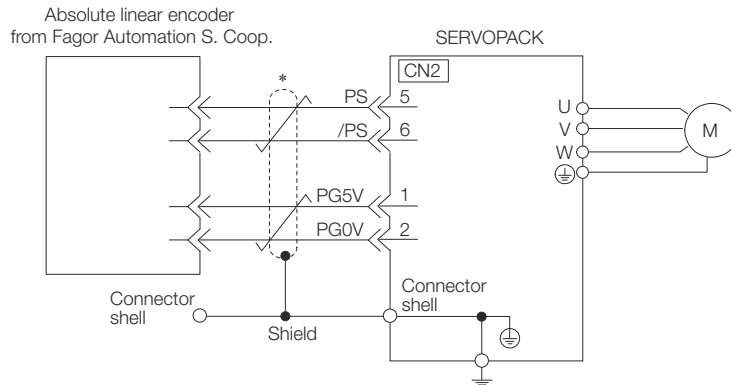 Absolute linear encoder
from Fagor Automation S. Coop.
SERVOPACK
CN2
*
PS 5
/PS 6
PG5V 1
PG0V 2
U
V
W
M
Connector
shell
Shield
Connector
shell